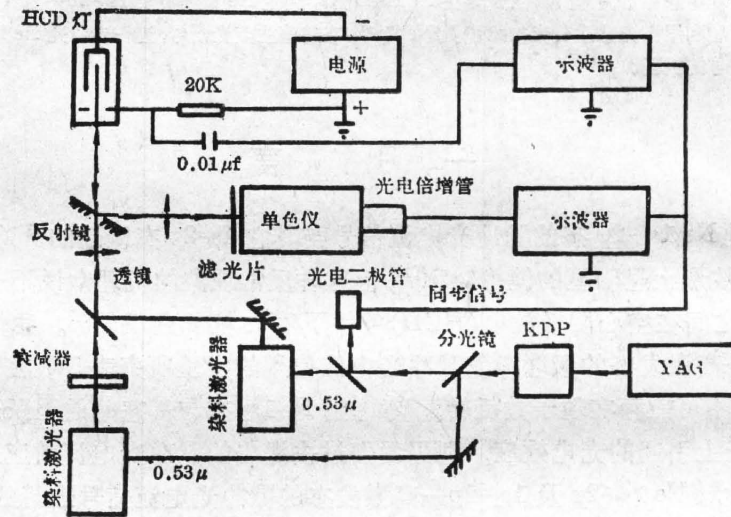 HCD 灯
电源
-
+
20K
0.01μf
示波器
-
反射镜
透镜
滤光片
单色仪
光电倍增管
示波器
光电二极管
同步信号
分光镜
KDP
YAG
衰减器
染料激光器
0.53μ
染料激光器
0.53μ